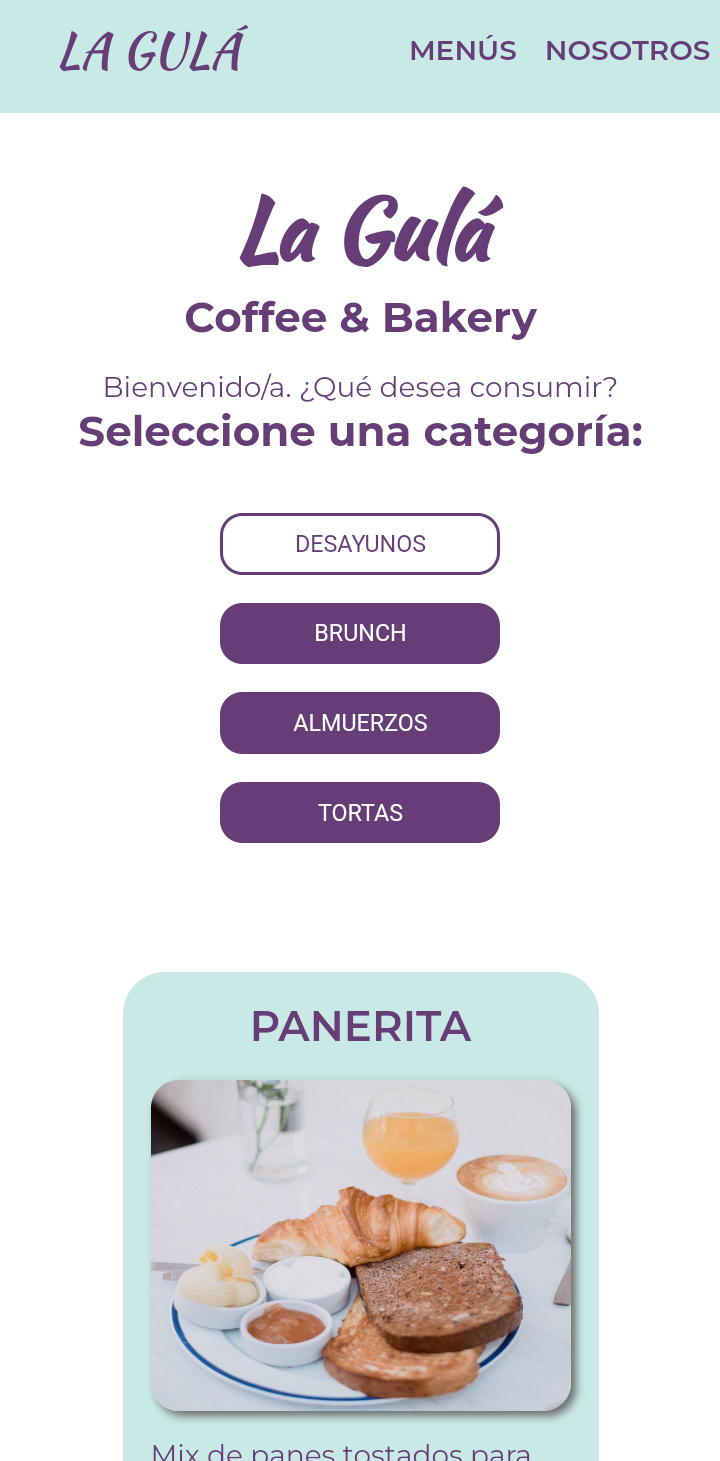 LA GULÁ
MENÚS NOSOTROS
La Gulá
Coffee & Bakery
Bienvenido/a. ¿Qué desea consumir?
Seleccione una categoría:
DESAYUNOS
BRUNCH
ALMUERZOS
TORTAS
PANERITA
Mix de panes tostados para